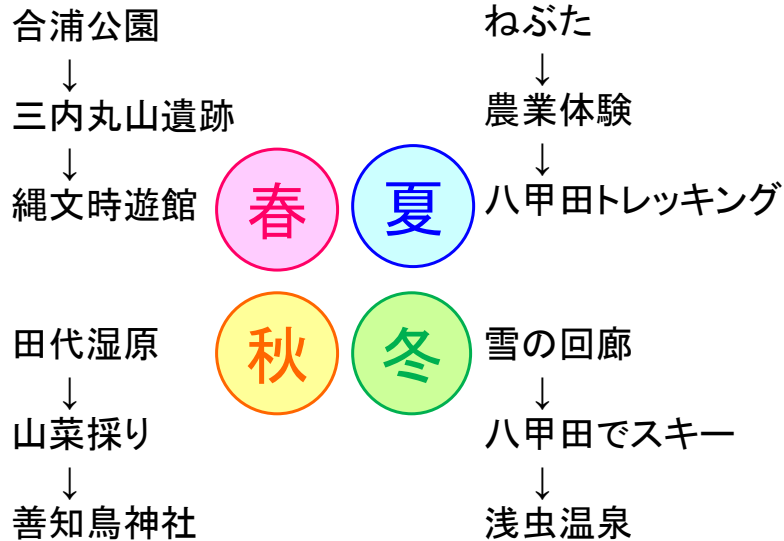 合浦公園
↓
三内丸山遺跡
↓
縄文時遊館
春
ねぶた
↓
農業体験
↓
八甲田トレッキング
夏
田代湿原
↓
山菜採り
↓
善知鳥神社
秋
雪の回廊
↓
八甲田でスキー
↓
浅虫温泉
冬